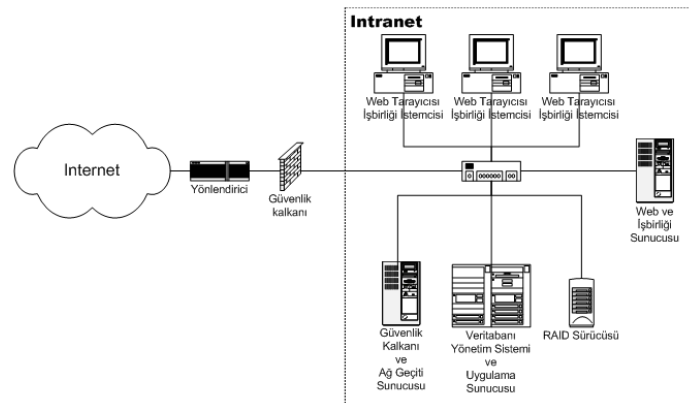 Intranet
Web Tarayıcısı
İşbirliği İstemcisi
Web Tarayıcısı
İşbirliği İstemcisi
Web Tarayıcısı
İşbirliği İstemcisi
Internet
Yönlendirici
Güvenlik
kalkanı
Web ve
İşbirliği
Sunucusu
Güvenlik
Kalkanı
ve
Ağ Geçiti
Sunucusu
Veritabanı
Yönetim Sistemi
ve
Uygulama
Sunucusu
RAID Sürücüsü